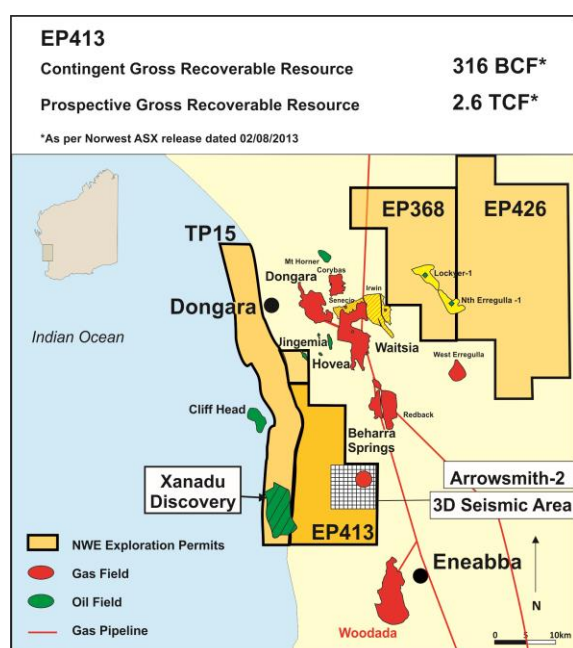 EP413
Contingent Gross Recoverable Resource 316 BCF*
Prospective Gross Recoverable Resource 2.6 TCF*
*As per Norwest ASX release dated 02/08/2013
EP368
EP426
TP15
Mt Horner
Corybas
Dongara
Lockyer-1
Irwin
Senecio
Dongara
Nth Erregulla -1
Indian Ocean
Jingemia
Waitsia
Hovea
West Erregulla
Cliff Head
Redback
Beharra
Springs
Xanadu
Discovery
Arrowsmith-2
3D Seismic Area
EP413
NWE Exploration Permits
Gas Field
Oil Field
Gas Pipeline
Eneabba
Woodada
N
0 5 10km